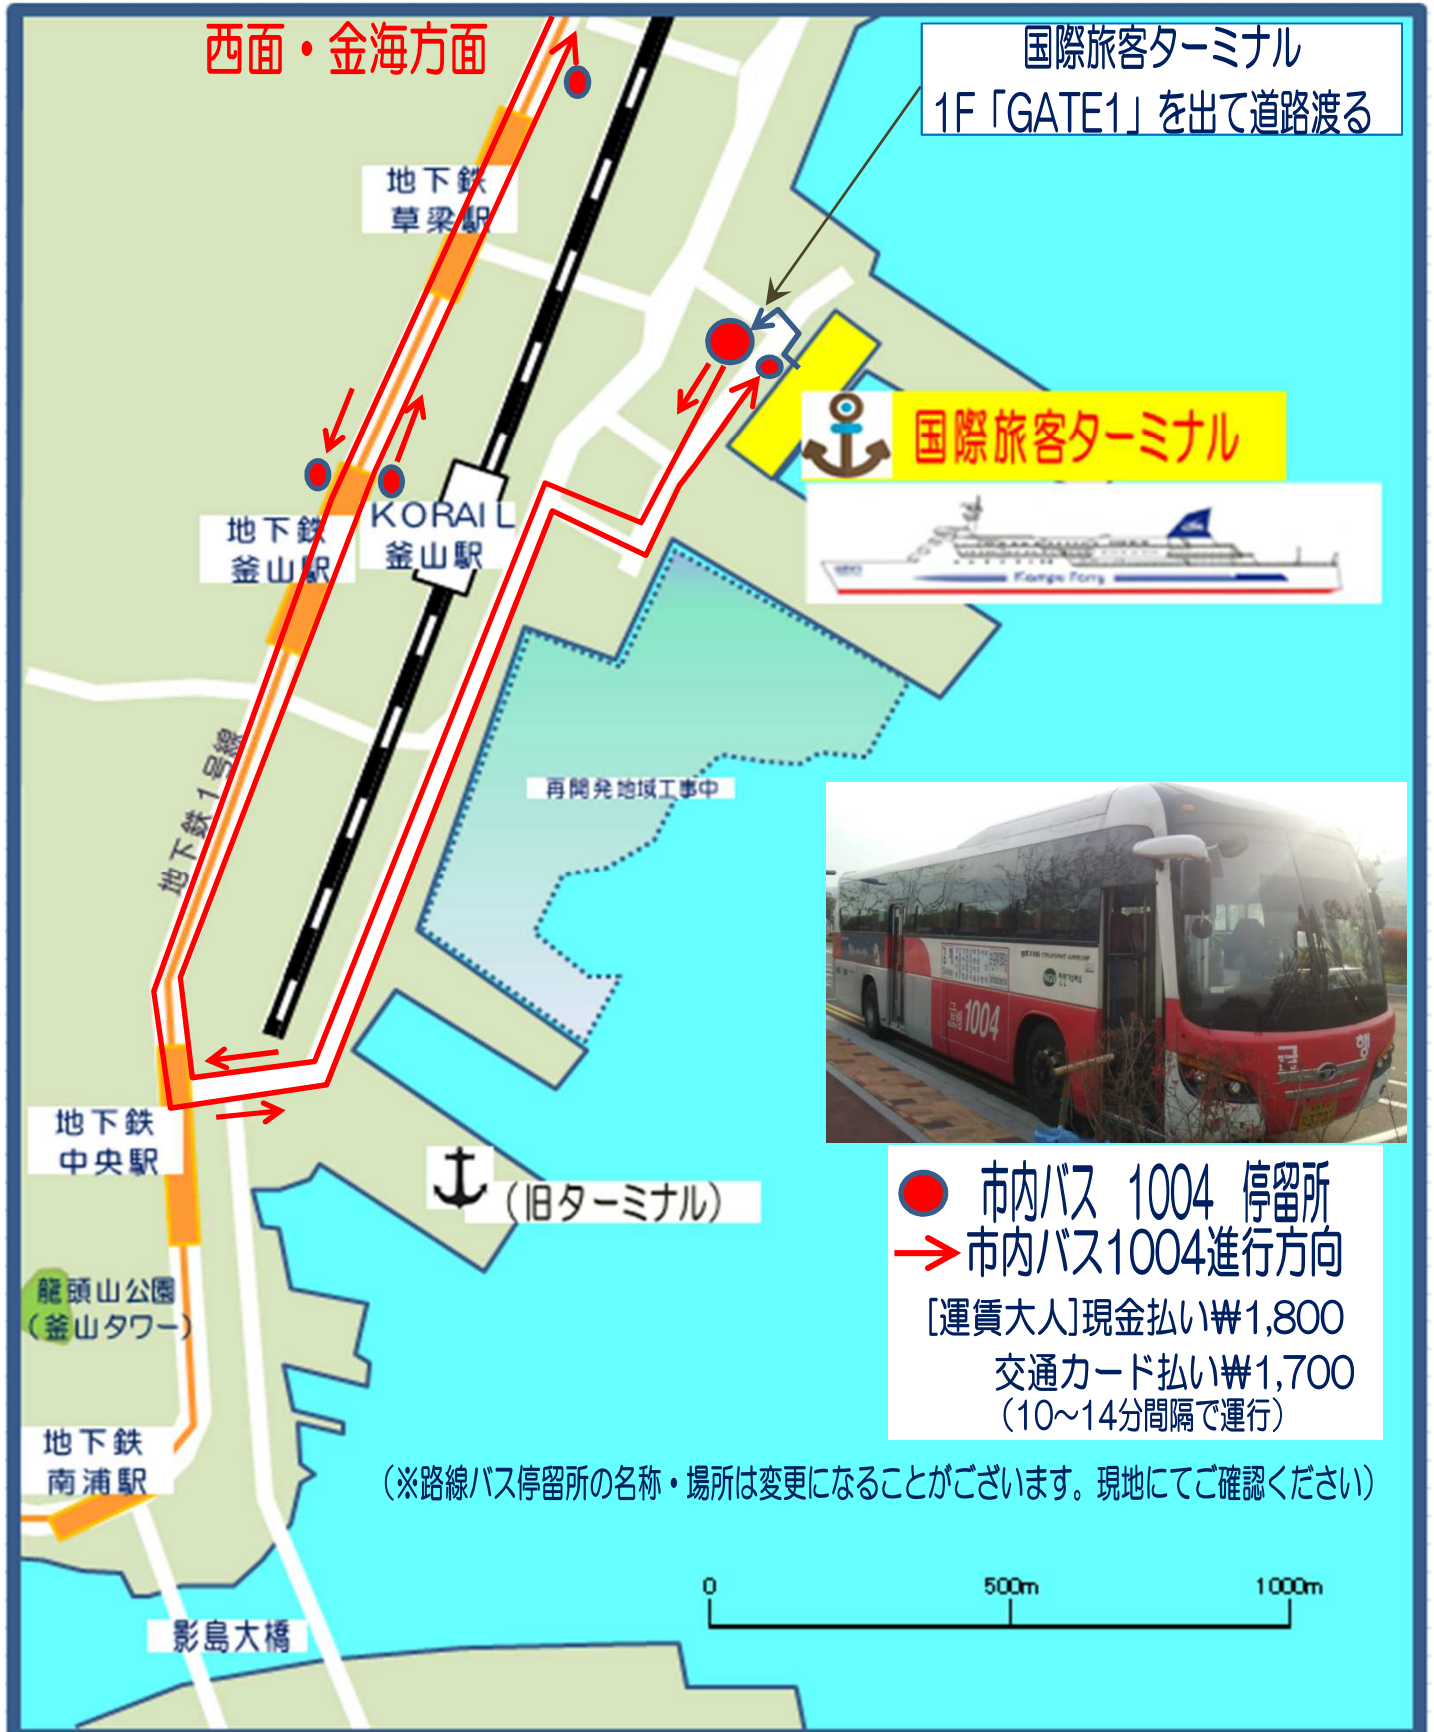 西面・金海方面
国際旅客ターミナル
1F「GATE1」を出て道路渡る
地下鉄
草梁駅
国際旅客ターミナル
地下鉄
釜山駅
KORAIL
釜山駅
Kampu Ferry
地下鉄1号線
再開発地域工事中
급행
1004
급행
地下鉄
中央駅
(旧ターミナル)
市内バス 1004 停留所
市内バス1004進行方向
[運賃大人]現金払い₩1,800
交通カード払い₩1,700
(10～14分間隔で運行)
龍頭山公園
(釜山タワー)
地下鉄
南浦駅
(※路線バス停留所の名称・場所は変更になることがございます。現地にてご確認ください)
0 500m 1000m
影島大橋